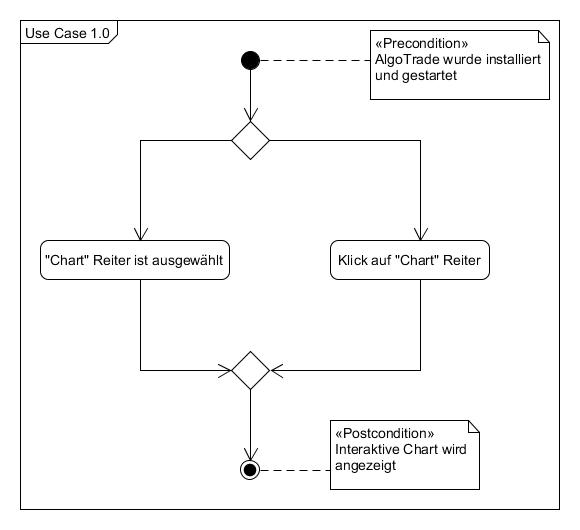 Use Case 1.0
«Precondition»
AlgoTrade wurde installiert
und gestartet
"Chart" Reiter ist ausgewählt
Klick auf "Chart" Reiter
«Postcondition»
Interaktive Chart wird
angezeigt